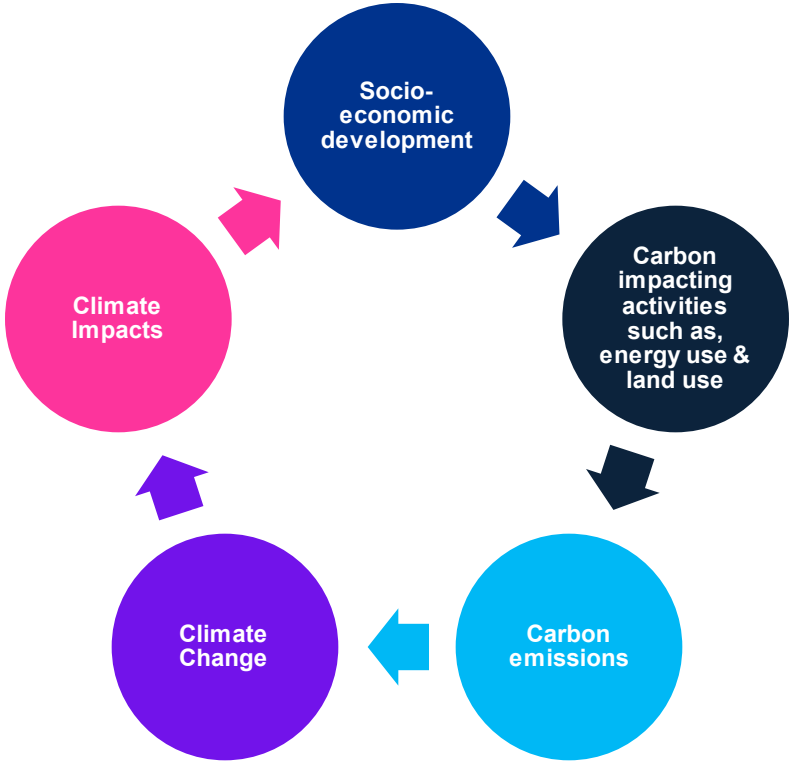 Socio-
economic
development
Carbon
impacting
activities
such as,
energy use &
land use
Carbon
emissions
Climate
Change
Climate
Impacts